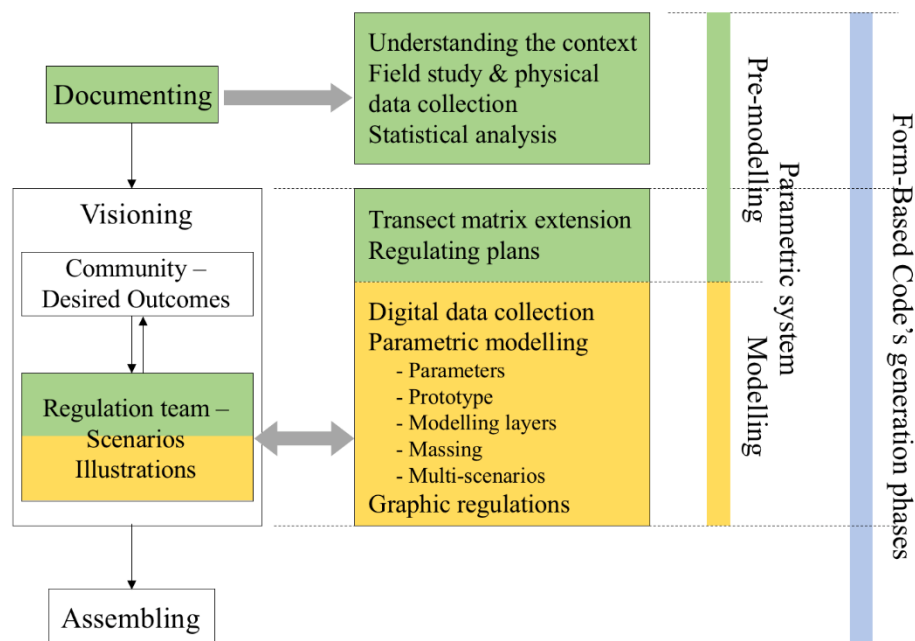 Documenting
Understanding the context
Field study & physical
data collection
Statistical analysis
Visioning
Community –
Desired Outcomes
Regulation team –
Scenarios
Illustrations
Transect matrix extension
Regulating plans
Digital data collection
Parametric modelling
- Parameters
- Prototype
- Modelling layers
- Massing
- Multi-scenarios
Graphic regulations
Assembling
Pre-modelling
Modelling
Parametric system
Form-Based Code’s generation phases